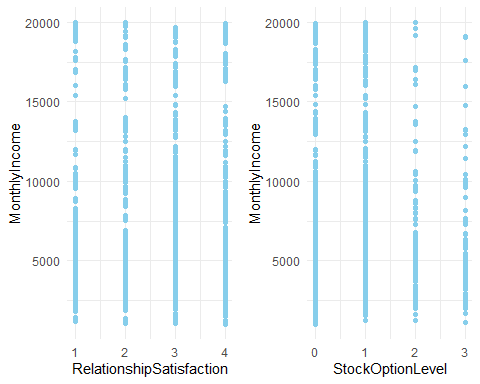 MonthlyIncome
20000
15000
10000
5000
1 2 3 4
RelationshipSatisfaction
MonthlyIncome
20000
15000
10000
5000
0 1 2 3
StockOptionLevel